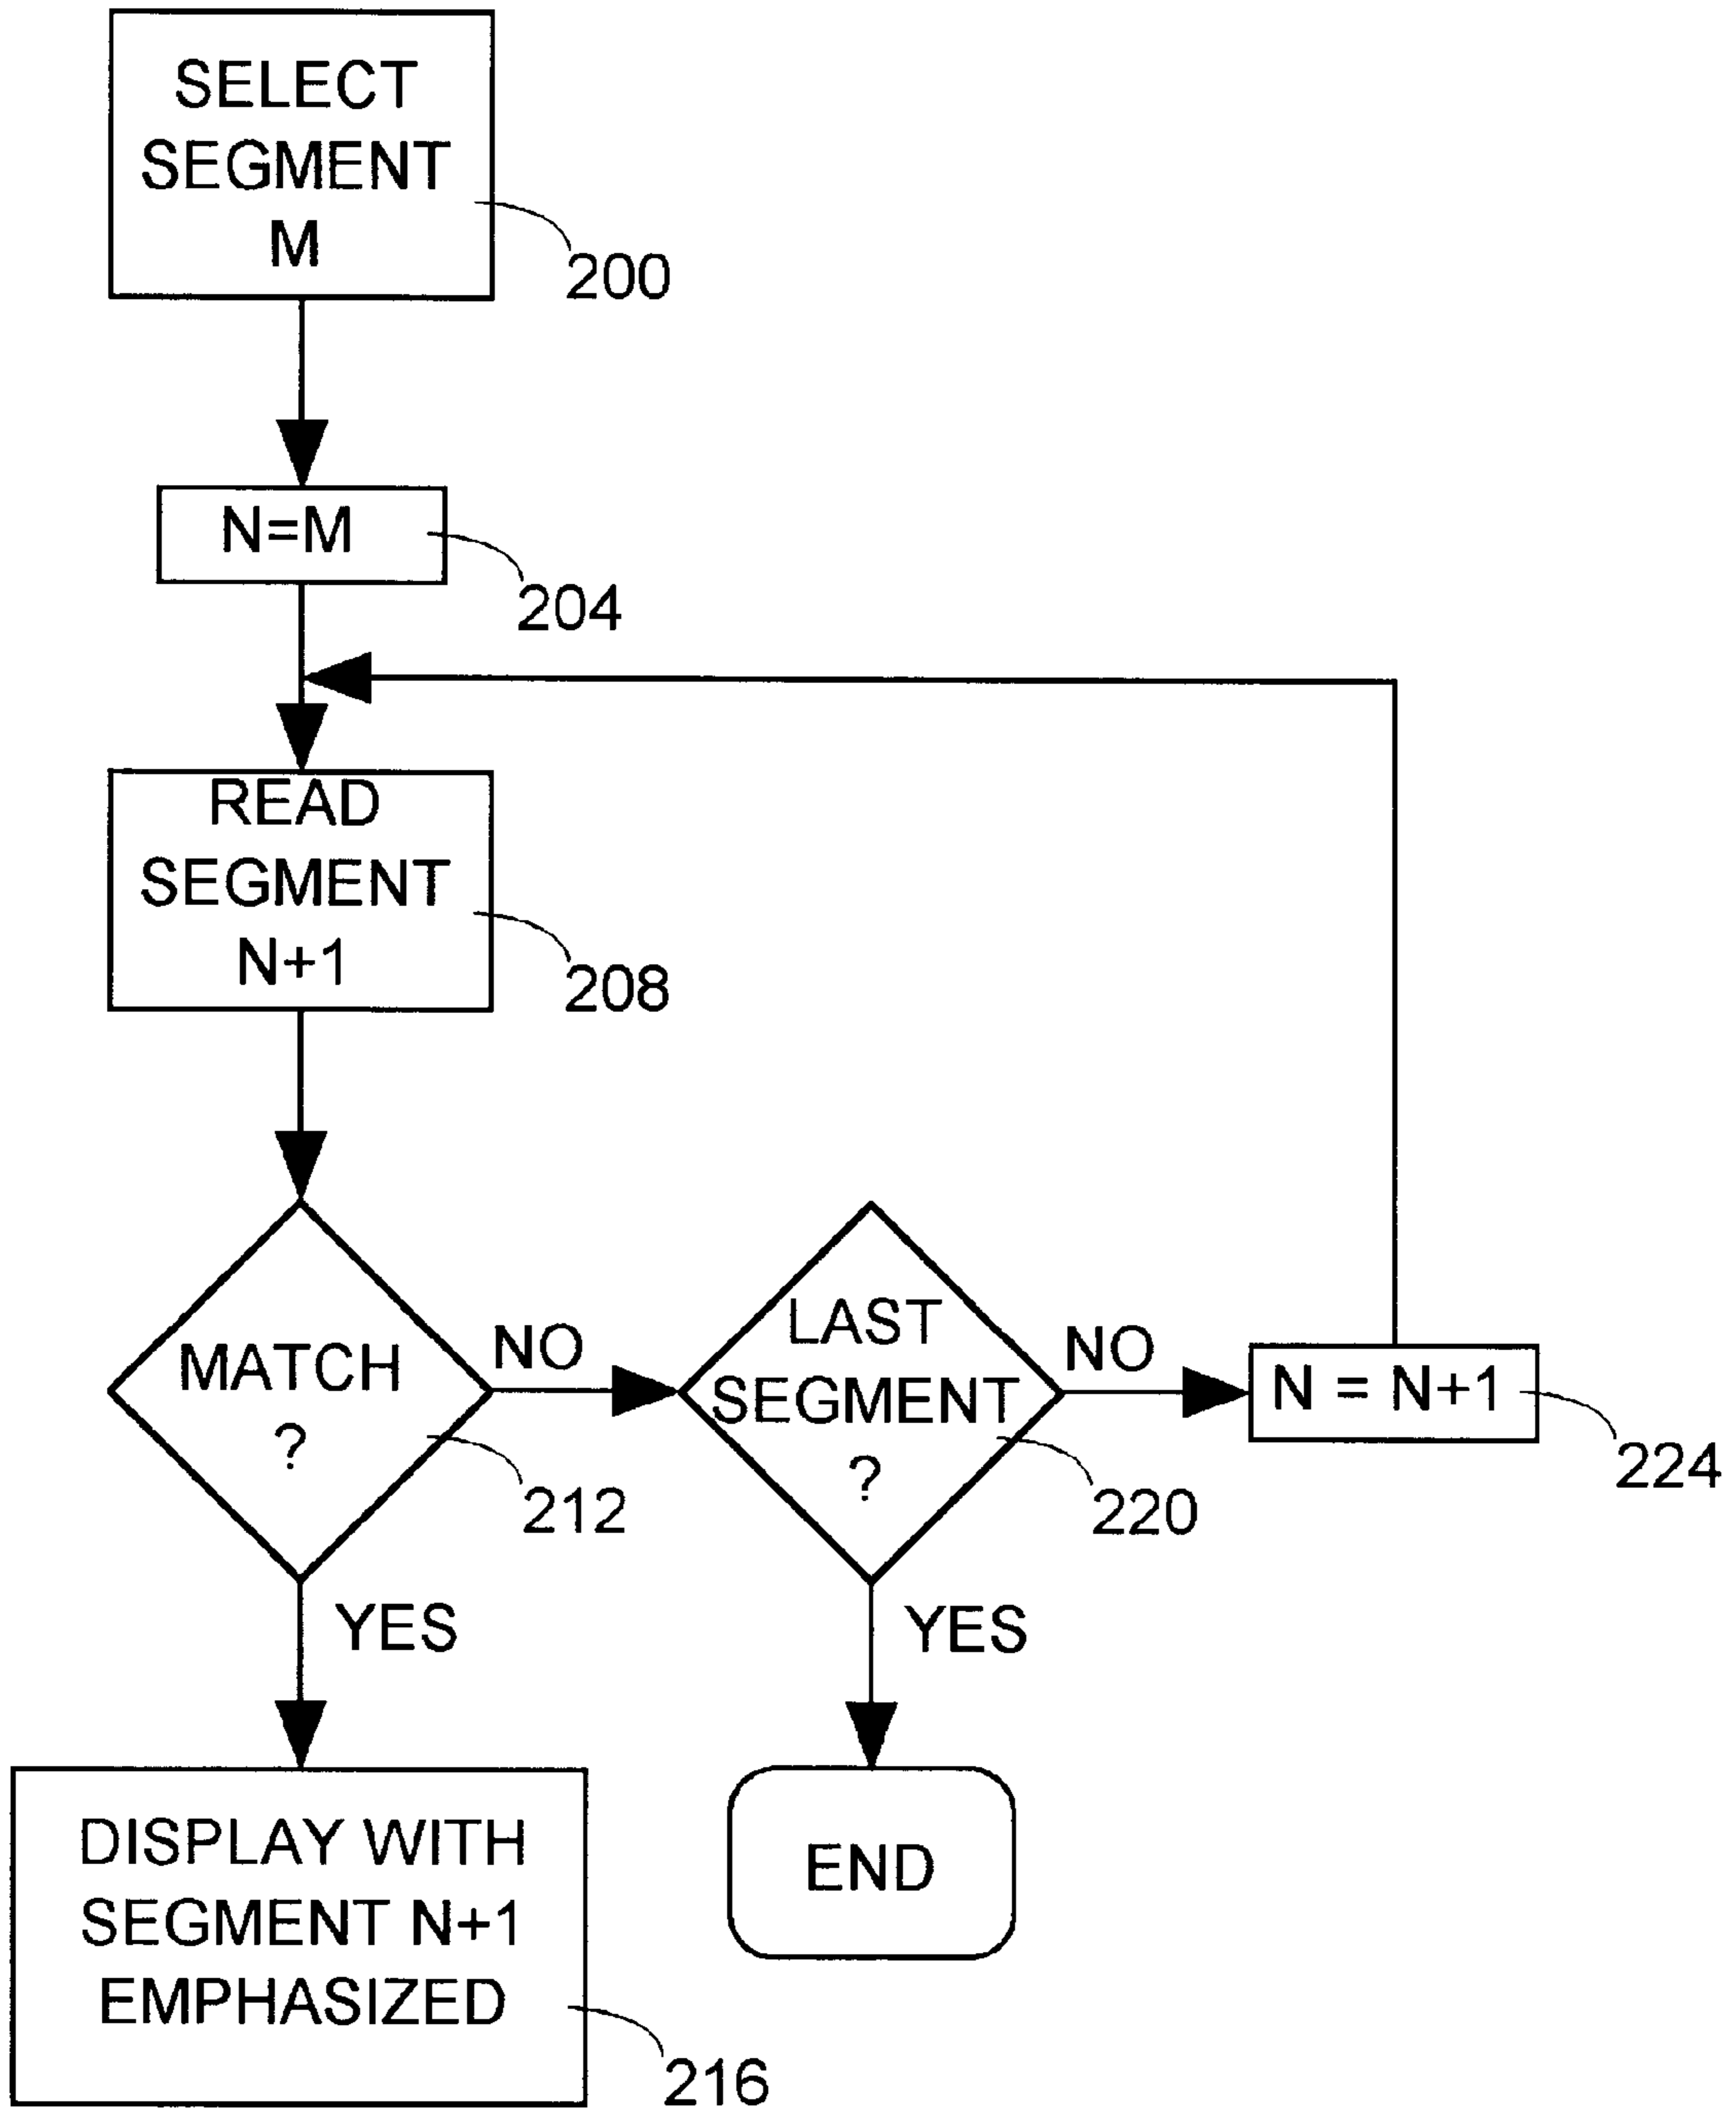 SELECT
SEGMENT
M
200
N=M
204
READ
SEGMENT
N+1
208
MATCH
?
212
NO
LAST
SEGMENT
?
220
NO
N = N+1
224
YES
YES
DISPLAY WITH
SEGMENT N+1
EMPHASIZED
216
END